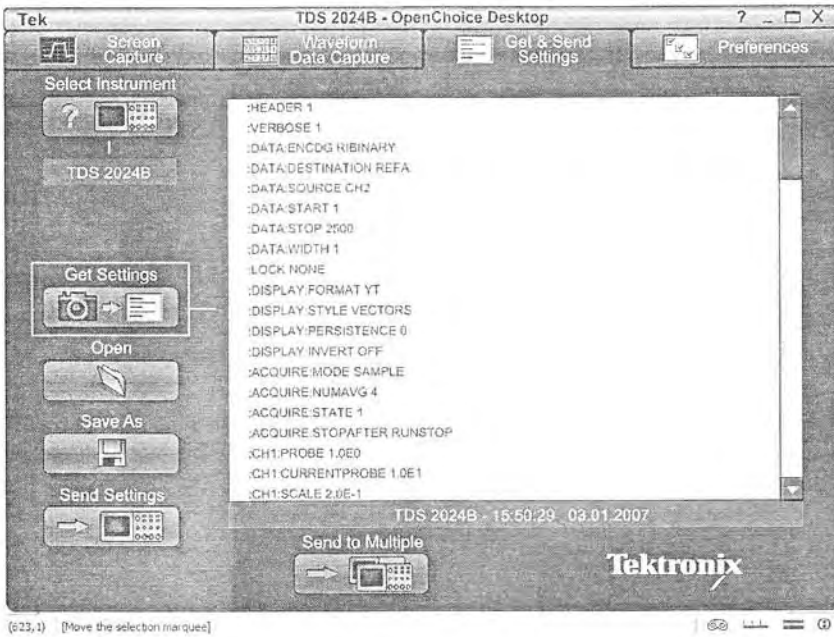 Tek
TDS 2024B - OpenChoice Desktop
Screen Capture
Waveform Data Capture
Get & Send Settings
Preferences
Select Instrument
TDS 2024B
Get Settings
Open
Save As
Send Settings
:HEADER 1
:VERBOSE 1
:DATA:ENCDG RIBINARY
:DATA:DESTINATION REFA
:DATA:SOURCE CH2
:DATA:START 1
:DATA:STOP 2500
:DATA:WIDTH 1
:LOCK NONE
:DISPLAY:FORMAT YT
:DISPLAY:STYLE VECTORS
:DISPLAY:PERSISTENCE 0
:DISPLAY:INVERT OFF
:ACQUIRE:MODE SAMPLE
:ACQUIRE:NUMAVG 4
:ACQUIRE:STATE 1
:ACQUIRE:STOPAFTER RUNSTOP
:CH1:PROBE 1.0E0
:CH1:CURRENTPROBE 1.0E1
:CH1:SCALE 2.0E-1
TDS 2024B - 15:50:29 03.01.2007
Send to Multiple
Tektronix
(623,1) [Move the selection marquee]